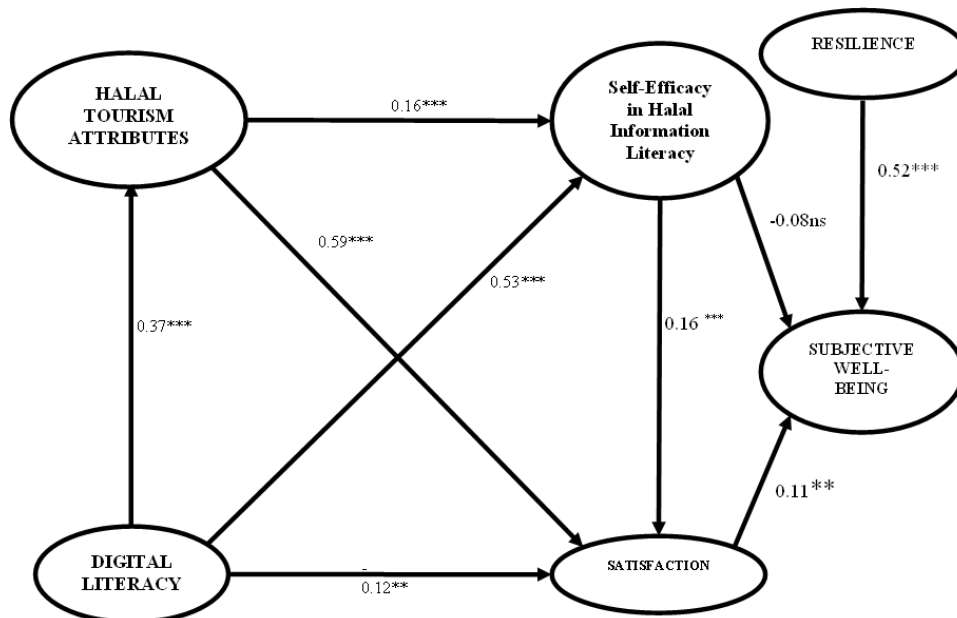 RESILIENCE
HALAL
TOURISM
ATTRIBUTES
0.16***
Self-Efficacy
in Halal
Information
Literacy
0.52***
-0.08ns
0.59***
0.53***
0.37***
0.16 ***
SUBJECTIVE
WELL-
BEING
0.11**
DIGITAL
LITERACY
-
0.12**
SATISFACTION